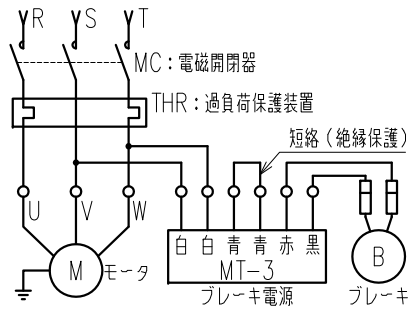 R S T
MC：電磁開閉器
THR：過負荷保護装置
短絡（絶縁保護）
U V W
白 白 青 青 赤 黒
M モータ
MT-3
B
ブレーキ電源
ブレーキ